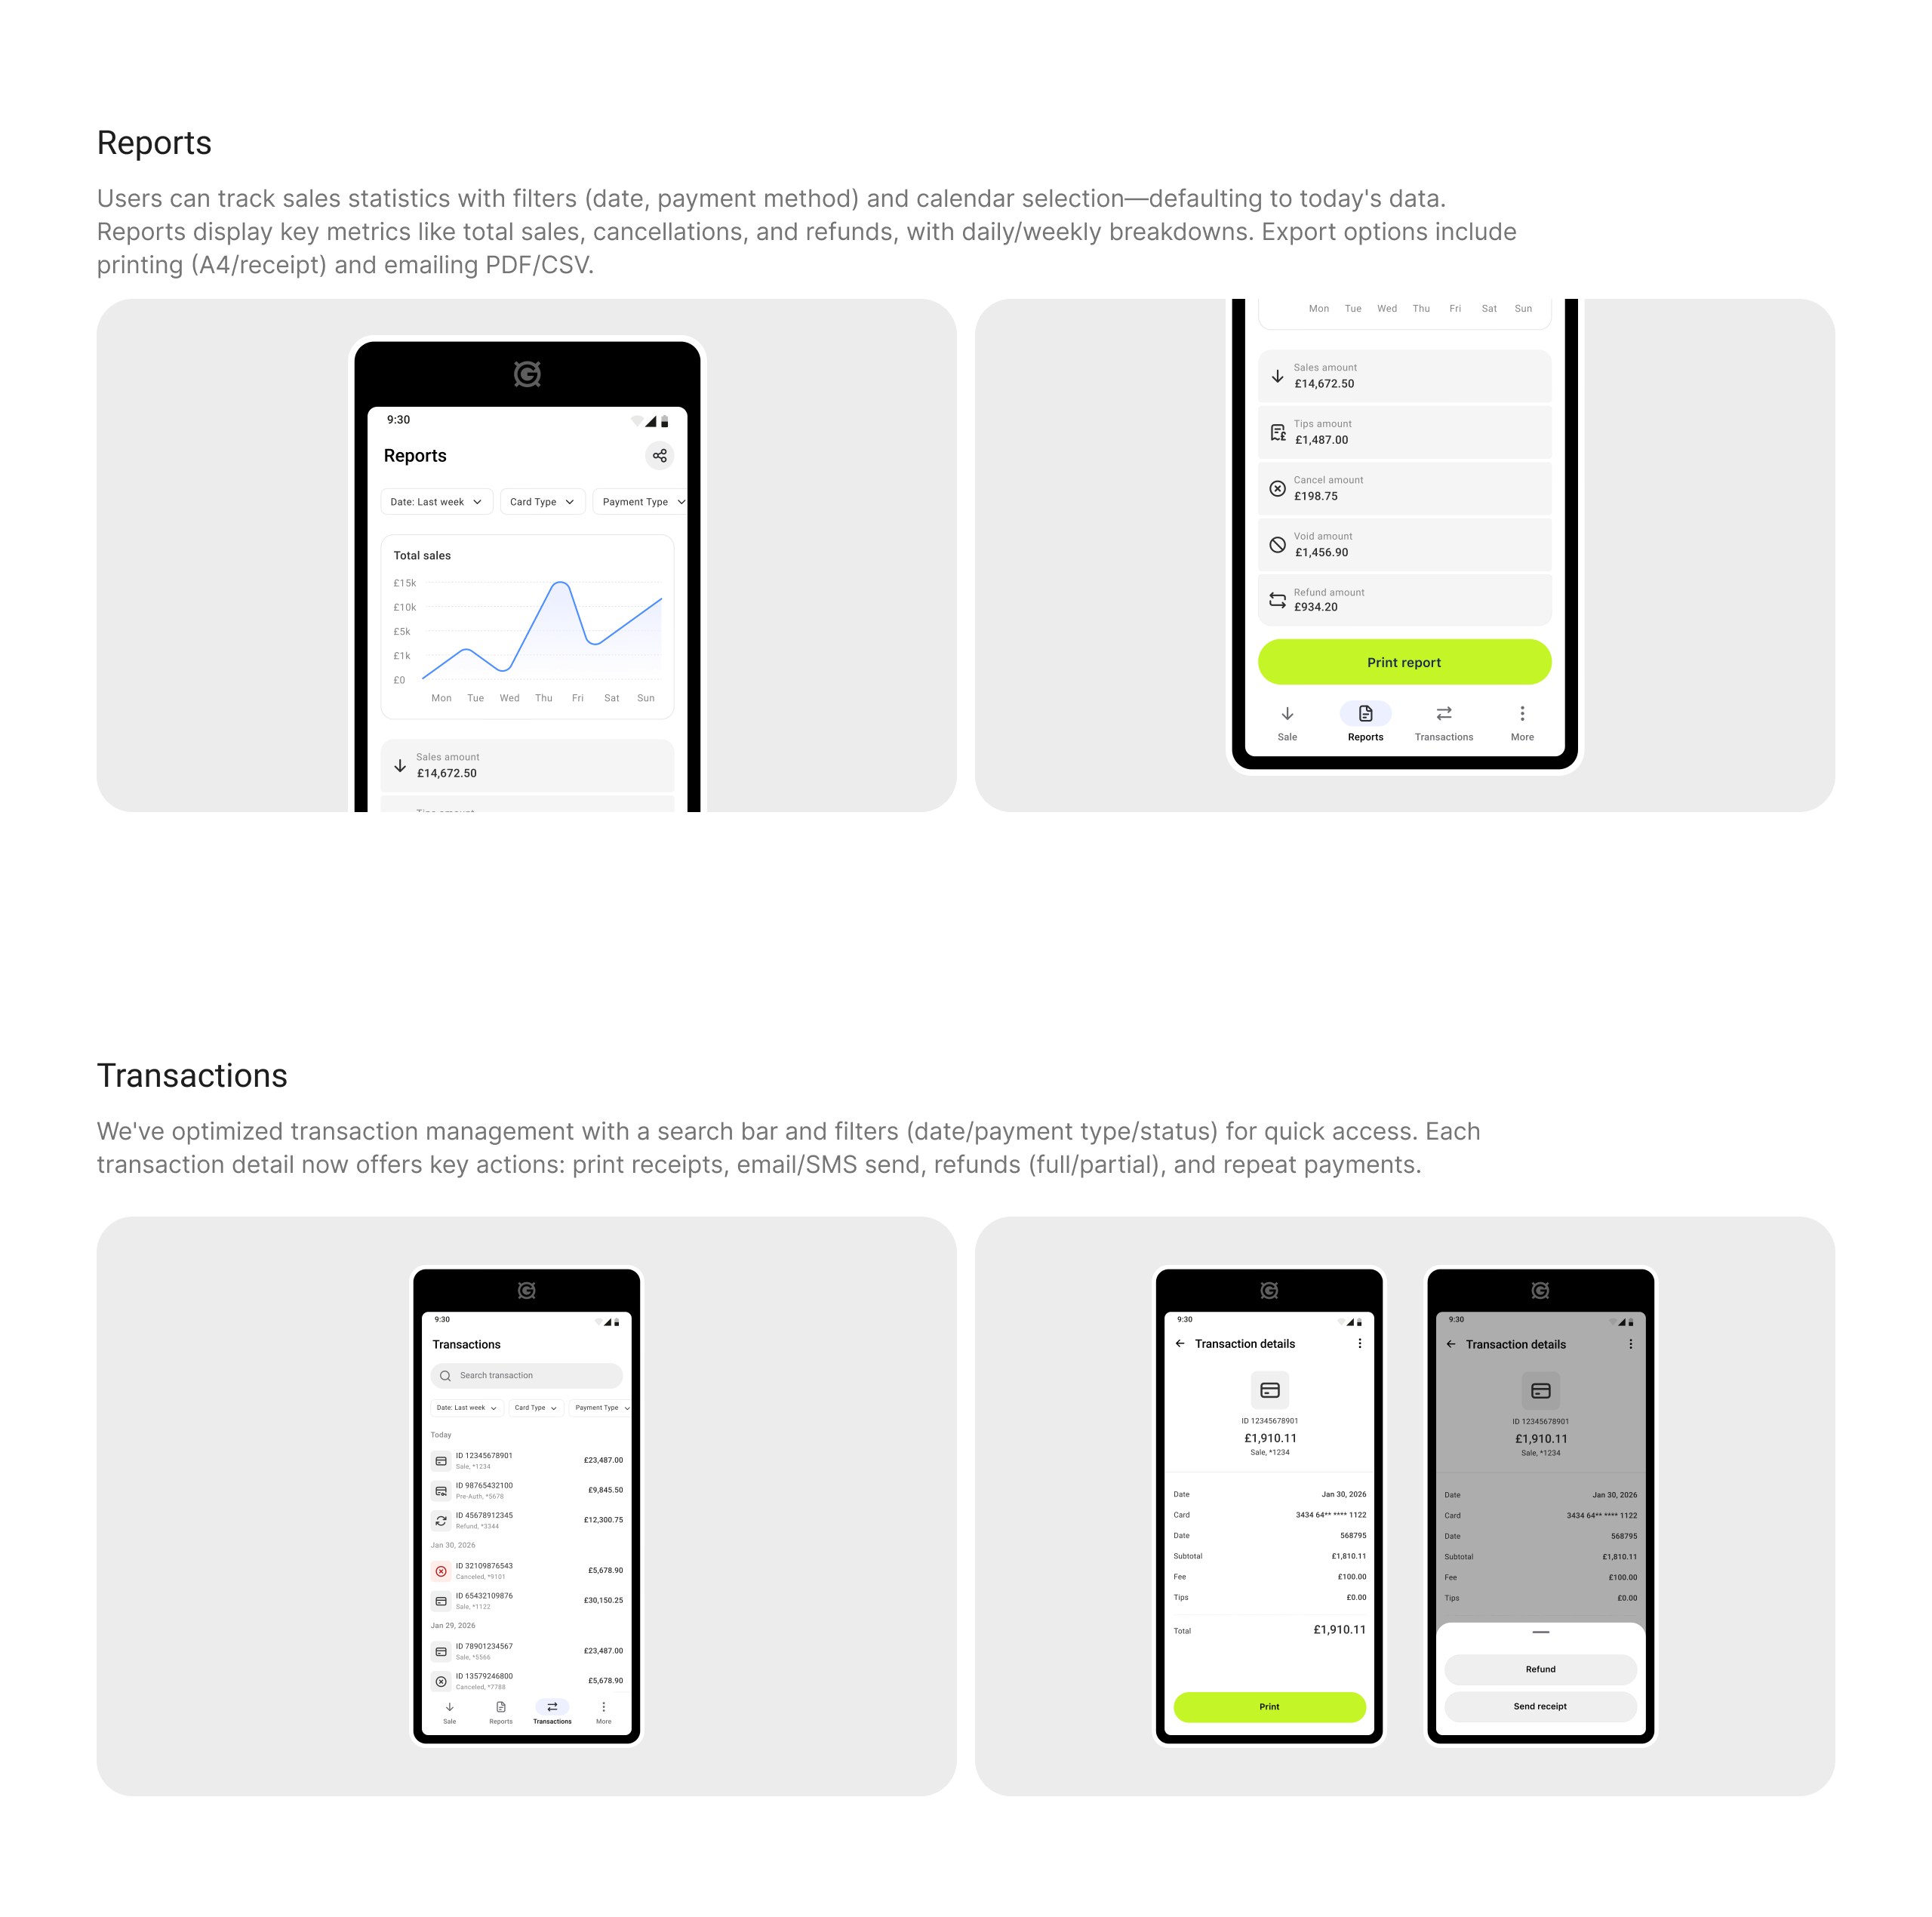 Reports
Users can track sales statistics with filters (date, payment method) and calendar selection—defaulting to today's data.
Reports display key metrics like total sales, cancellations, and refunds, with daily/weekly breakdowns. Export options include
printing (A4/receipt) and emailing PDF/CSV.
9:30
Reports
Date: Last week
Card Type
Payment Type
Total sales
£15k
£10k
£5k
£1k
£0
Mon Tue Wed Thu Fri Sat Sun
Sales amount
£14,672.50
Tips amount
Mon Tue Wed Thu Fri Sat Sun
Sales amount
£14,672.50
Tips amount
£1,487.00
Cancel amount
£198.75
Void amount
£1,456.90
Refund amount
£934.20
Print report
Sale Reports Transactions More
Transactions
We've optimized transaction management with a search bar and filters (date/payment type/status) for quick access. Each
transaction detail now offers key actions: print receipts, email/SMS send, refunds (full/partial), and repeat payments.
9:30
Transactions
Search transaction
Date: Last week Card Type Payment Type
Today
ID 12345678901
Sale, *1234
£23,487.00
ID 98765432100
Pre-Auth, *5678
£9,845.50
ID 45678912345
Refund, *3344
£12,300.75
Jan 30, 2026
ID 32109876543
Canceled, *9101
£5,678.90
ID 65432109876
Sale, *1122
£30,150.25
Jan 29, 2026
ID 78901234567
Sale, *5566
£23,487.00
ID 13579246800
Canceled, *7788
£5,678.90
Sale Reports Transactions More
9:30
Transaction details
ID 12345678901
£1,910.11
Sale, *1234
Date Jan 30, 2026
Card 3434 64** **** 1122
Date 568795
Subtotal £1,810.11
Fee £100.00
Tips £0.00
Total £1,910.11
Print
9:30
Transaction details
ID 12345678901
£1,910.11
Sale, *1234
Date Jan 30, 2026
Card 3434 64** **** 1122
Date 568795
Subtotal £1,810.11
Fee £100.00
Tips £0.00
Refund
Send receipt